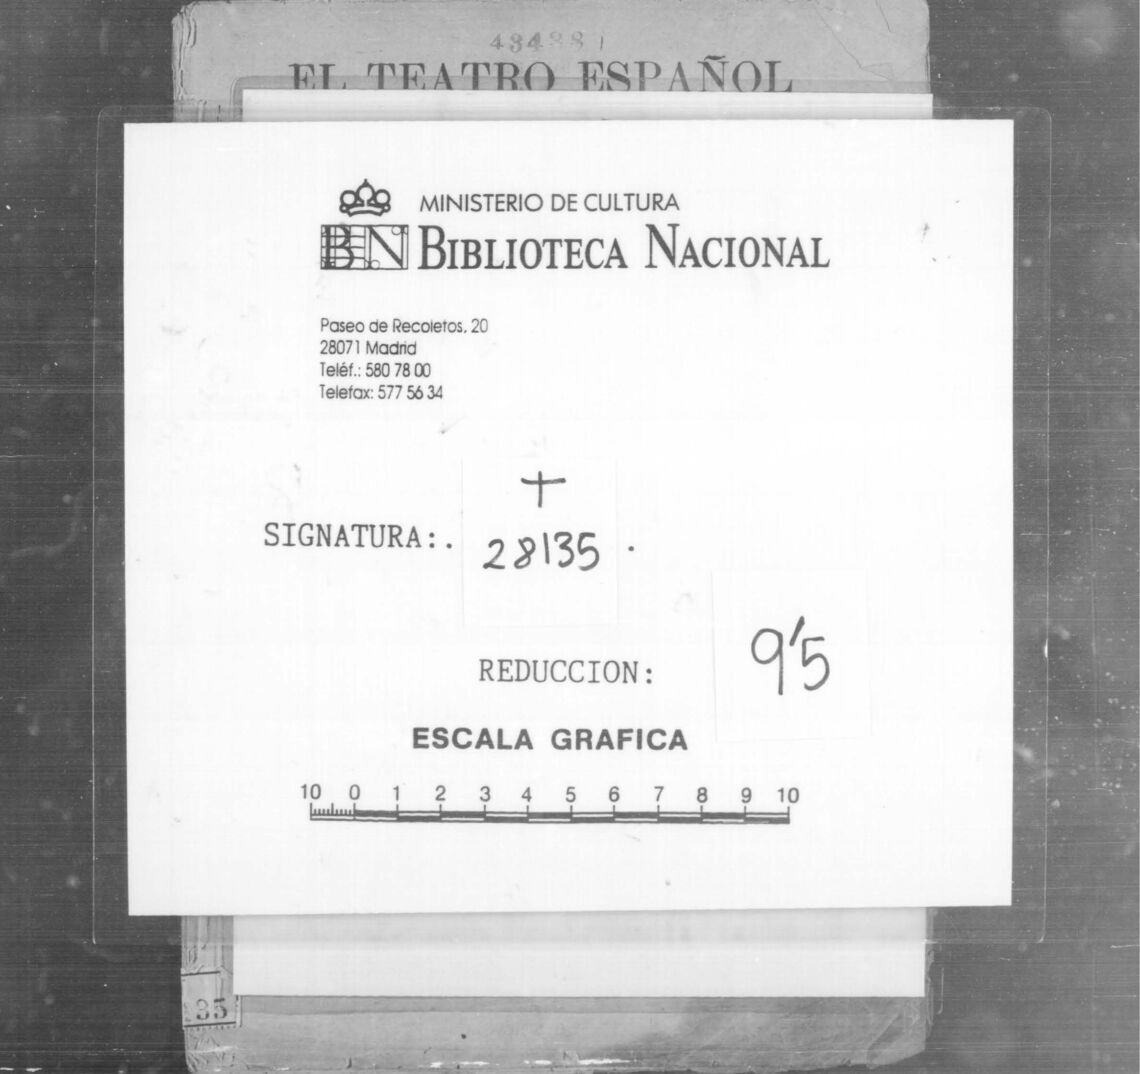 43488
EL TEATRO ESPAÑOL
MINISTERIO DE CULTURA
BN BIBLIOTECA NACIONAL
Paseo de Recoletos, 20
28071 Madrid
Teléf.: 580 78 00
Telefax: 577 56 34
+
SIGNATURA:. 28135 .
REDUCCION: 9'5
ESCALA GRAFICA
10 0 1 2 3 4 5 6 7 8 9 10
35